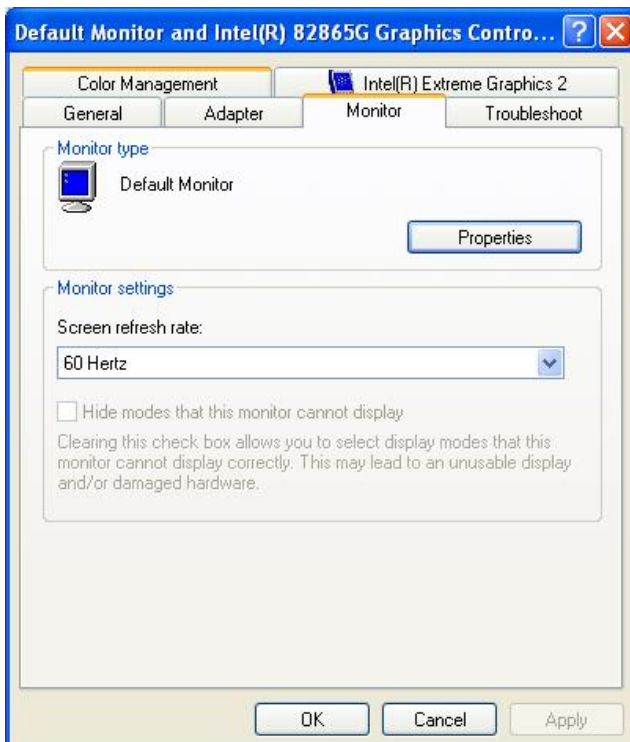 Default Monitor and Intel(R) 82865G Graphics Contro...
Color Management
Intel(R) Extreme Graphics 2
General
Adapter
Monitor
Troubleshoot
Monitor type
Default Monitor
Properties
Monitor settings
Screen refresh rate:
60 Hertz
Hide modes that this monitor cannot display
Clearing this check box allows you to select display modes that this
monitor cannot display correctly. This may lead to an unusable display
and/or damaged hardware.
OK
Cancel
Apply